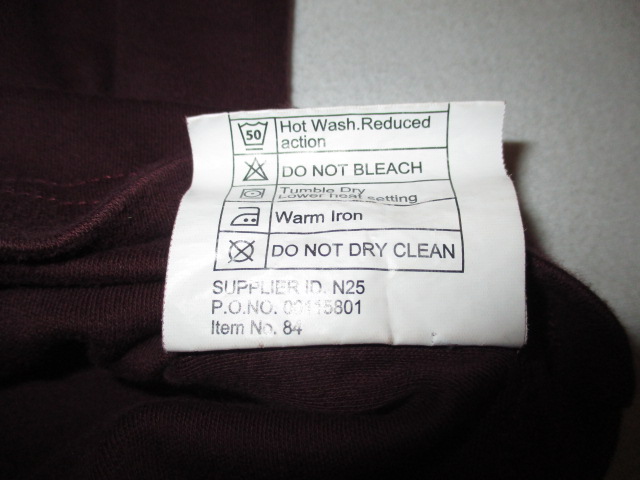 50
Hot Wash.Reduced
action
DO NOT BLEACH
Tumble Dry
Lower heat setting
Warm Iron
DO NOT DRY CLEAN
SUPPLIER ID. N25
P.O.NO. 00115801
Item No. 84